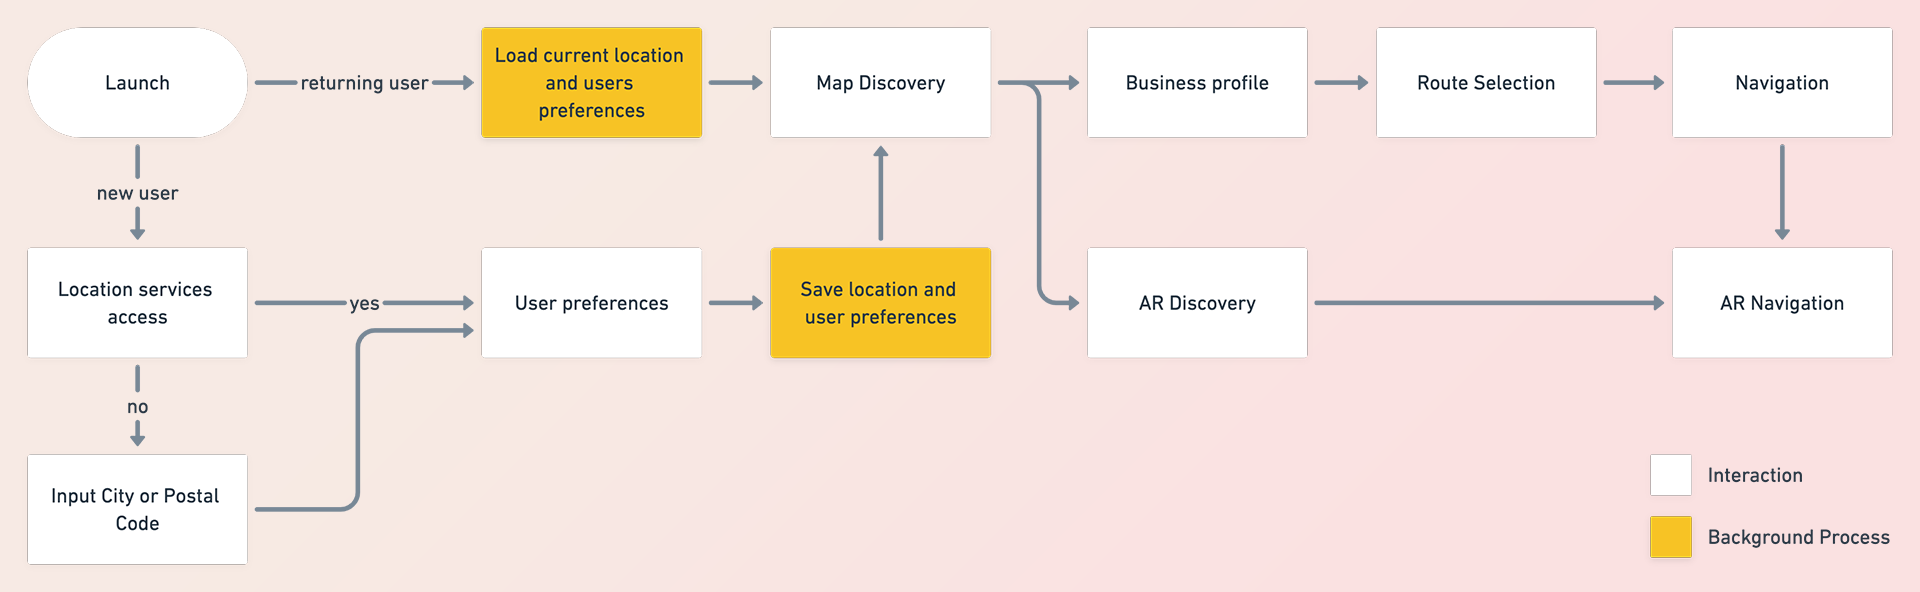 Launch
returning user
Load current location
and users
preferences
Map Discovery
Business profile
Route Selection
Navigation
new user
Location services
access
yes
User preferences
Save location and
user preferences
AR Discovery
AR Navigation
no
Input City or Postal
Code
Interaction
Background Process